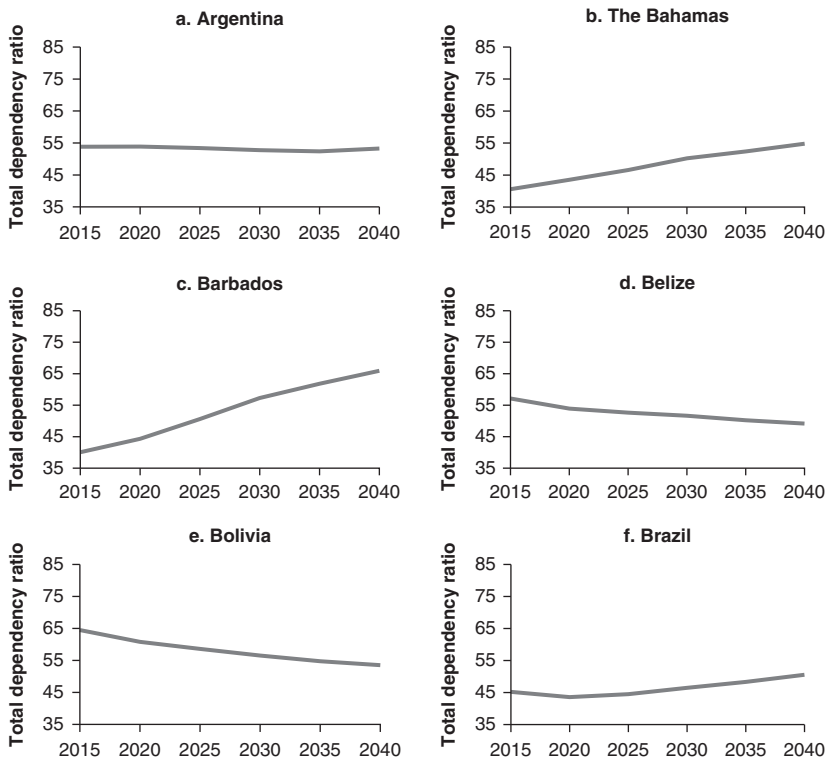 a. Argentina
Total dependency ratio
85
75
65
55
45
35
2015 2020 2025 2030 2035 2040
b. The Bahamas
Total dependency ratio
85
75
65
55
45
35
2015 2020 2025 2030 2035 2040
c. Barbados
Total dependency ratio
85
75
65
55
45
35
2015 2020 2025 2030 2035 2040
d. Belize
Total dependency ratio
85
75
65
55
45
35
2015 2020 2025 2030 2035 2040
e. Bolivia
Total dependency ratio
85
75
65
55
45
35
2015 2020 2025 2030 2035 2040
f. Brazil
Total dependency ratio
85
75
65
55
45
35
2015 2020 2025 2030 2035 2040